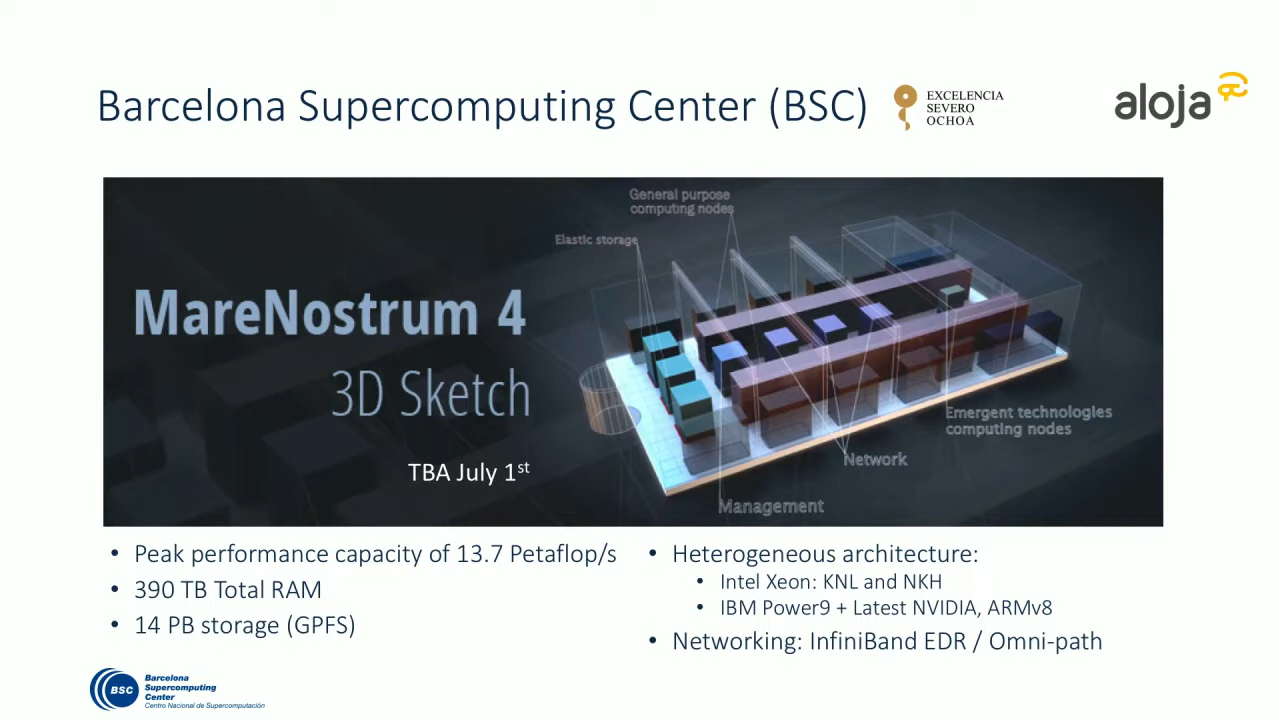 Barcelona Supercomputing Center (BSC)
EXCELENCIA
SEVERO
OCHOA
aloja
General purpose
computing nodes
Elastic storage
MareNostrum 4
3D Sketch
TBA July 1st
Emergent technologies
computing nodes
Network
Management
• Peak performance capacity of 13.7 Petaflop/s
• 390 TB Total RAM
• 14 PB storage (GPFS)
• Heterogeneous architecture:
• Intel Xeon: KNL and NKH
• IBM Power9 + Latest NVIDIA, ARMv8
• Networking: InfiniBand EDR / Omni-path
BSC
Barcelona
Supercomputing
Center
Centro Nacional de Supercomputación